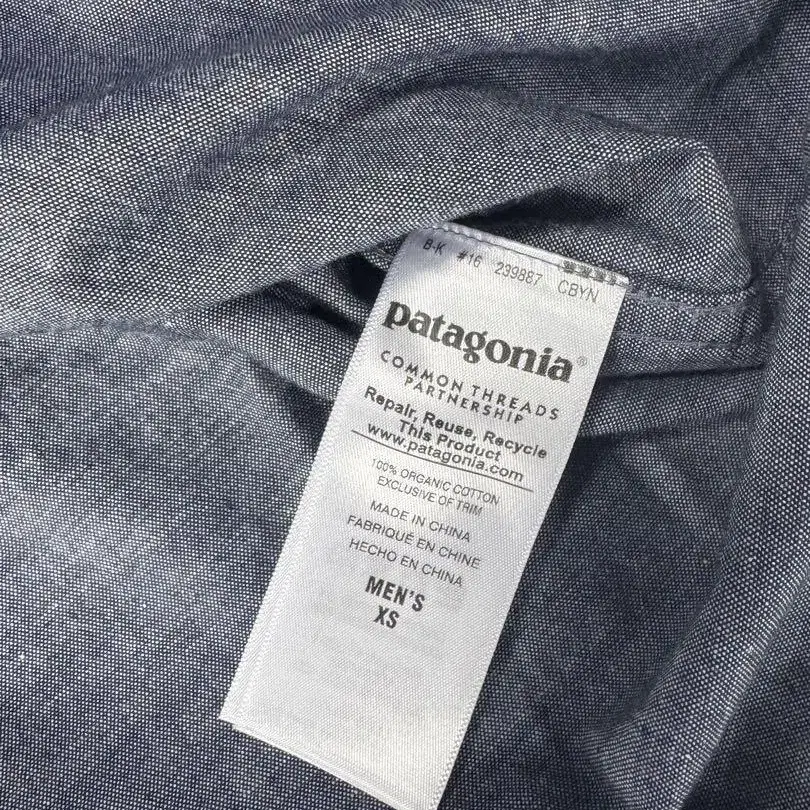 B-K #16 239887 CBYN
patagonia®
COMMON THREADS
PARTNERSHIP
Repair, Reuse, Recycle
This Product
www.patagonia.com
100% ORGANIC COTTON
EXCLUSIVE OF TRIM
MADE IN CHINA
FABRIQUÉ EN CHINE
HECHO EN CHINA
MEN'S
XS